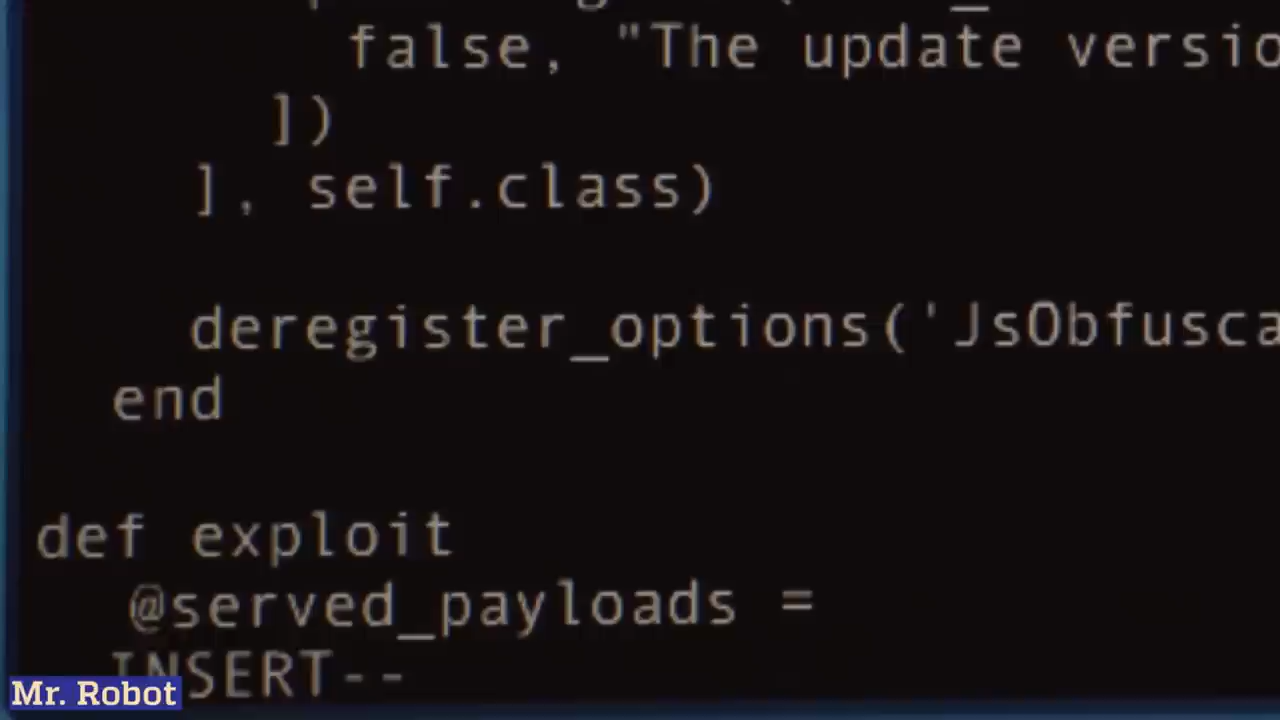 false, "The update versio
])
], self.class)
deregister_options('JsObfusca
end
def exploit
@served_payloads =
INSERT--
Mr. Robot